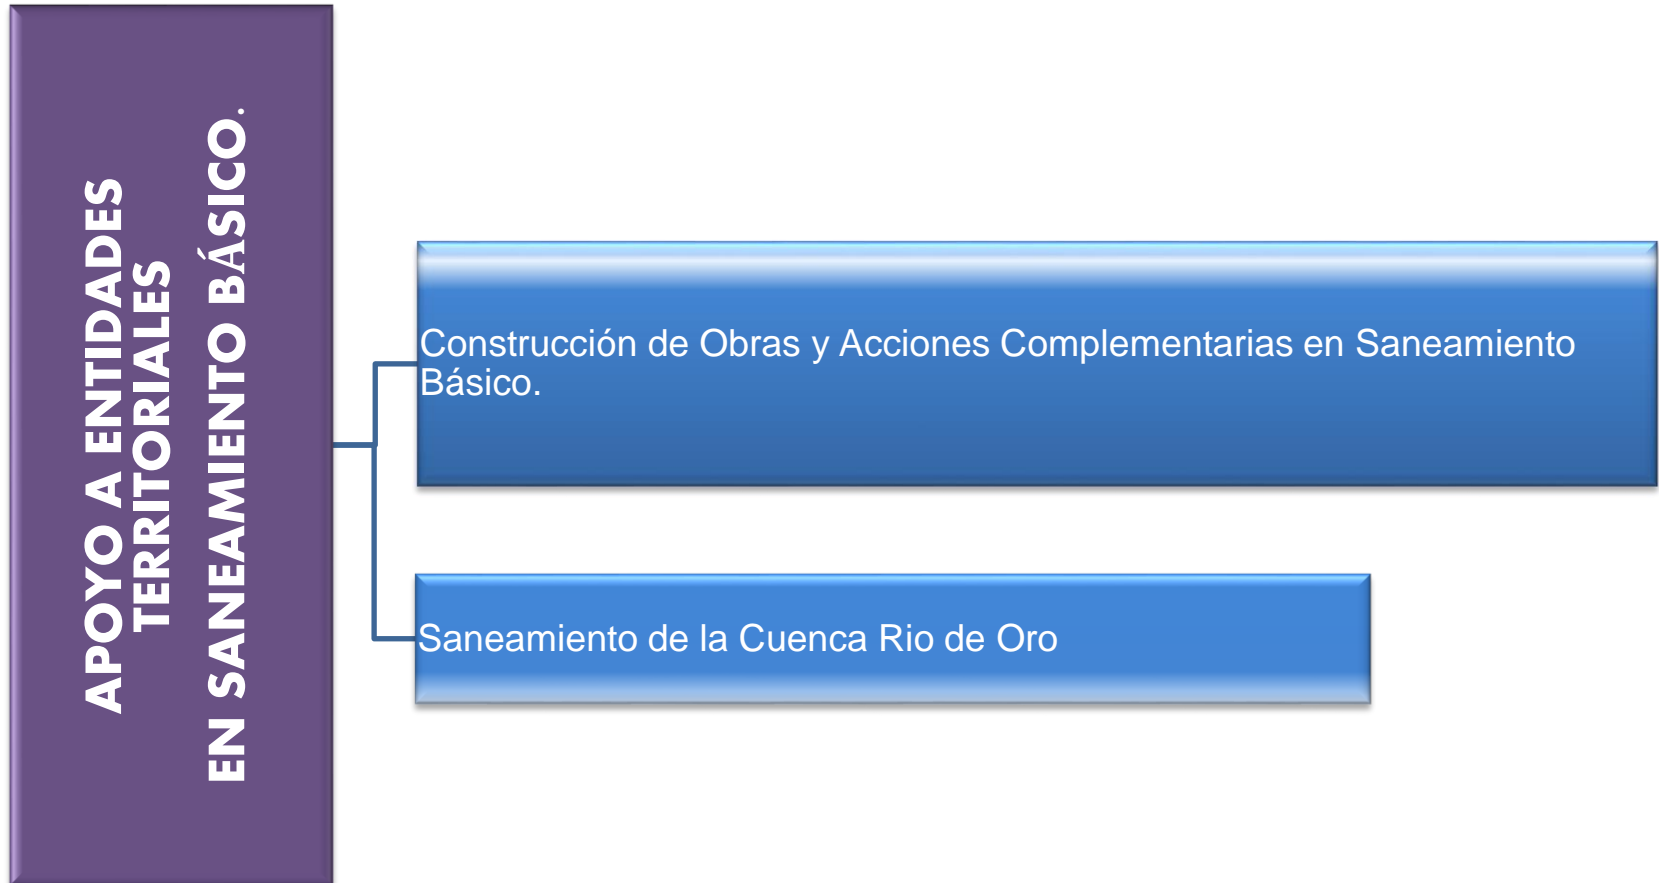 APOYO A ENTIDADES
TERRITORIALES
EN SANEAMIENTO BÁSICO.
Construcción de Obras y Acciones Complementarias en Saneamiento
Básico.
Saneamiento de la Cuenca Rio de Oro